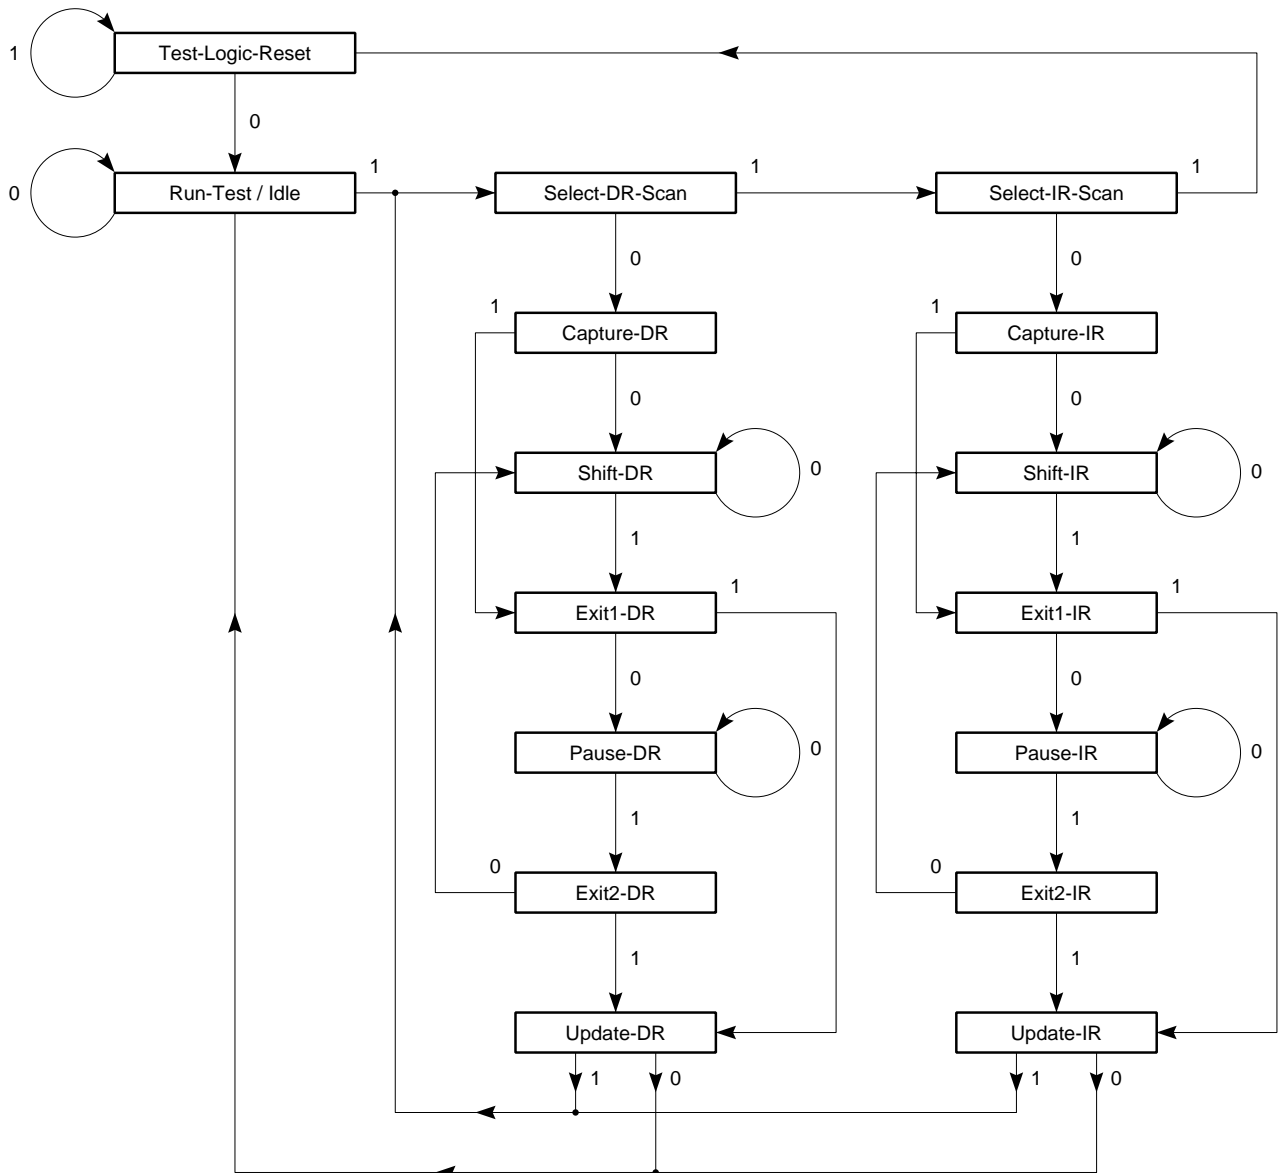 1
Test-Logic-Reset
0
0
Run-Test / Idle
1
Select-DR-Scan
1
Select-IR-Scan
1
0
0
1
Capture-DR
1
Capture-IR
0
0
Shift-DR
0
Shift-IR
0
1
1
Exit1-DR
1
Exit1-IR
1
0
0
Pause-DR
0
Pause-IR
0
1
1
0
Exit2-DR
0
Exit2-IR
1
1
Update-DR
Update-IR
1
0
1
0